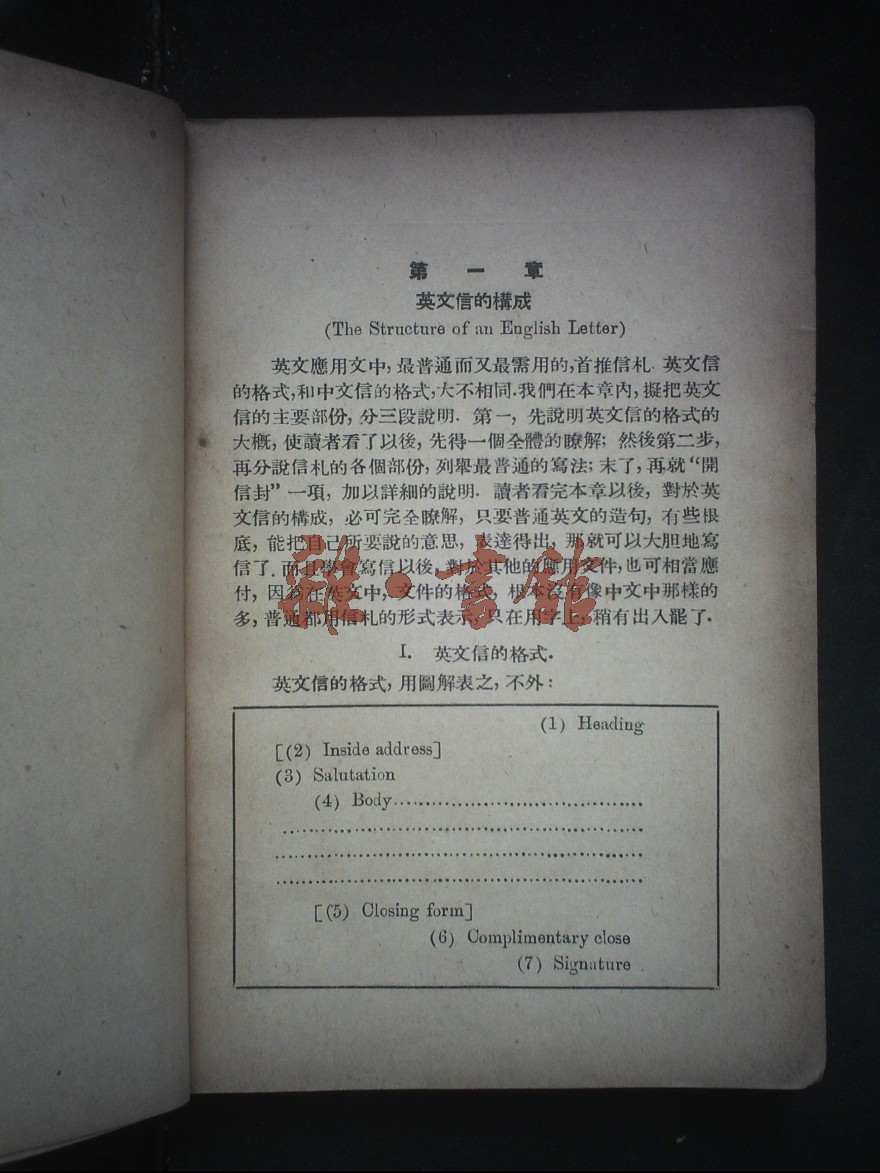 第一章
英文信的構成
(The Structure of an English Letter)
英文應用文中, 最普通而又最需用的, 首推信札. 英文信
的格式, 和中文信的格式, 大不相同. 我們在本章內, 擬把英文
信的主要部份, 分三段說明. 第一, 先說明英文信的格式的
大概, 使讀者看了以後, 先得一個全體的瞭解; 然後第二步,
再分說信札的各個部份, 列舉最普通的寫法; 末了, 再就“開
信封” 一項, 加以詳細的說明. 讀者看完本章以後, 對於英
文信的構成, 必可完全瞭解, 只要普通英文的造句, 有些根
底, 能把自己所要說的意思, 表達得出, 那就可以大胆地寫
信了. 而且學會寫信以後, 對於其他的應用文件, 也可相當應
付, 因爲在英文中, 文件的格式, 根本沒有像中文中那樣的
多, 普通都用信札的形式表示, 只在用字上, 稍有出入罷了.
雜·書館
I. 英文信的格式.
英文信的格式, 用圖解表之, 不外:
(1) Heading
[(2) Inside address]
(3) Salutation
(4) Body
[(5) Closing form]
(6) Complimentary close
(7) Signature